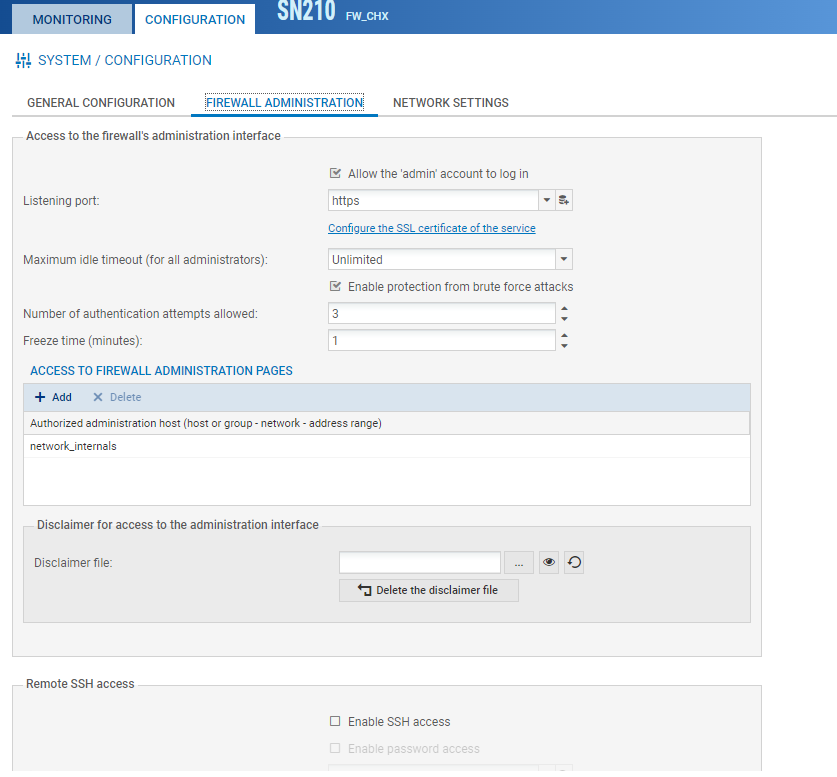 MONITORING CONFIGURATION SN210 FW_CHX
SYSTEM / CONFIGURATION
GENERAL CONFIGURATION FIREWALL ADMINISTRATION NETWORK SETTINGS
Access to the firewall's administration interface
Allow the 'admin' account to log in
Listening port: https
Configure the SSL certificate of the service
Maximum idle timeout (for all administrators): Unlimited
Enable protection from brute force attacks
Number of authentication attempts allowed: 3
Freeze time (minutes): 1
ACCESS TO FIREWALL ADMINISTRATION PAGES
+ Add × Delete
Authorized administration host (host or group - network - address range)
network_internals
Disclaimer for access to the administration interface
Disclaimer file: ...
Delete the disclaimer file
Remote SSH access
Enable SSH access
Enable password access